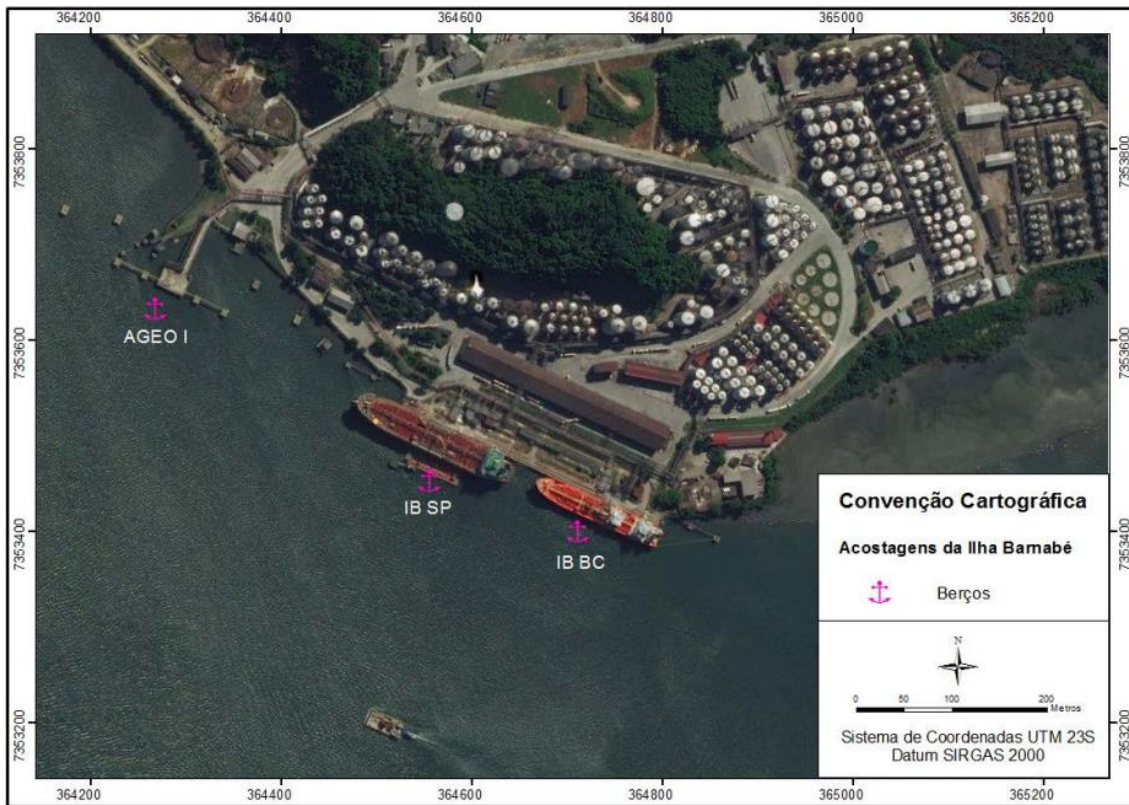 364200 364400 364600 364800 365000 365200
7353800 7353800
7353600 7353600
7353400 7353400
7353200 7353200
AGEO I
IB SP
IB BC
Convenção Cartográfica
Acostagens da Ilha Barnabé
Berços
N
0 50 100 200
Metros
Sistema de Coordenadas UTM 23S
Datum SIRGAS 2000
364200 364400 364600 364800 365000 365200